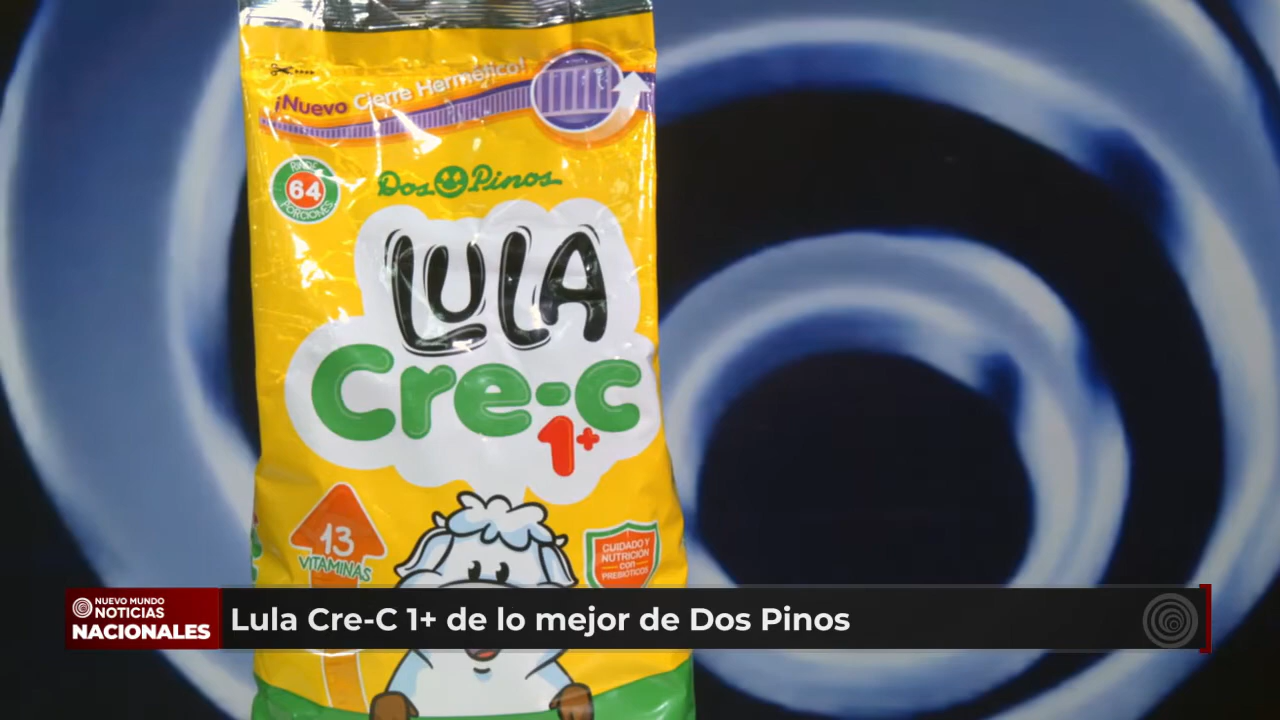 ¡Nuevo Cierre Hermético!
RINDE
64
PORCIONES
Dos Pinos
LULA
Cre-C
1+
13
VITAMINAS
CUIDADO Y
NUTRICIÓN
con
PREBIÓTICOS
NUEVO MUNDO
NOTICIAS
NACIONALES
Lula Cre-C 1+ de lo mejor de Dos Pinos